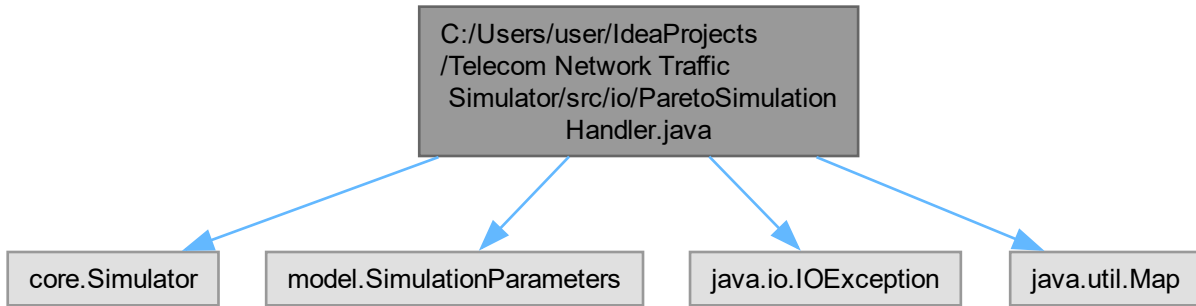 C:/Users/user/IdeaProjects
/Telecom Network Traffic
Simulator/src/io/ParetoSimulation
Handler.java
core.Simulator
model.SimulationParameters
java.io.IOException
java.util.Map